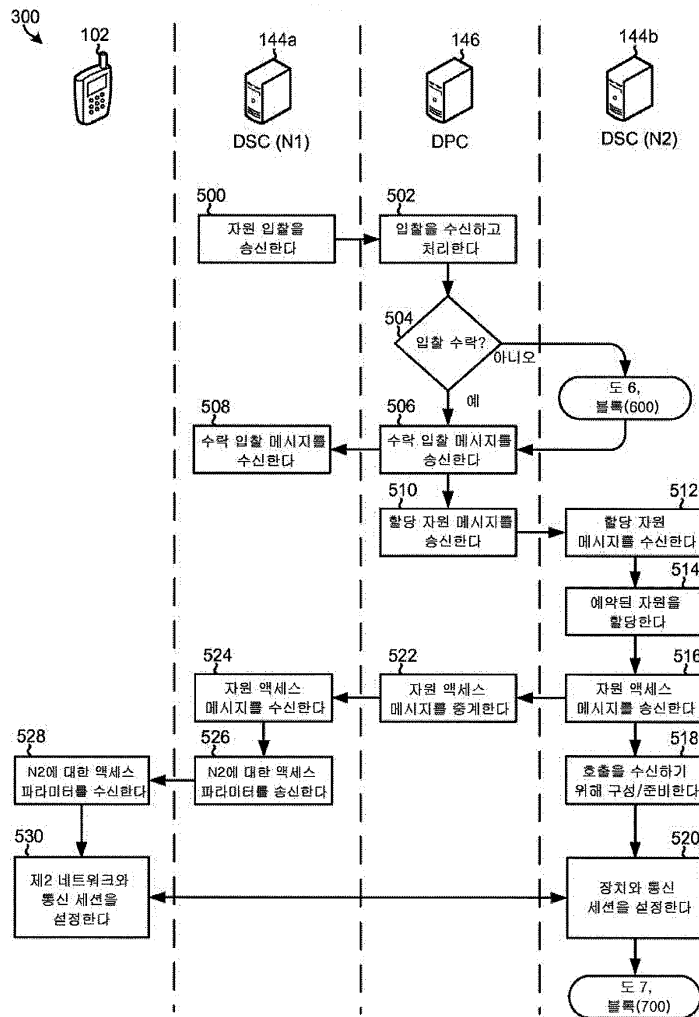 300
102
144a
146
144b
DSC (N1)
DPC
DSC (N2)
500
자원 입찰을
송신한다
502
입찰을 수신하고
처리한다
504
입찰 수락?
아니오
예
도 6,
블록(600)
508
수락 입찰 메시지를
수신한다
506
수락 입찰 메시지를
송신한다
510
할당 자원 메시지를
송신한다
512
할당 자원
메시지를 수신한다
514
예약된 자원을
할당한다
524
자원 액세스
메시지를 수신한다
522
자원 액세스
메시지를 중계한다
516
자원 액세스
메시지를 송신한다
528
N2에 대한 액세스
파라미터를 수신한다
526
N2에 대한 액세스
파라미터를 송신한다
518
호출을 수신하기
위해 구성/준비한다
530
제2 네트워크와
통신 세션을
설정한다
520
장치와 통신
세션을 설정한다
도 7,
블록(700)